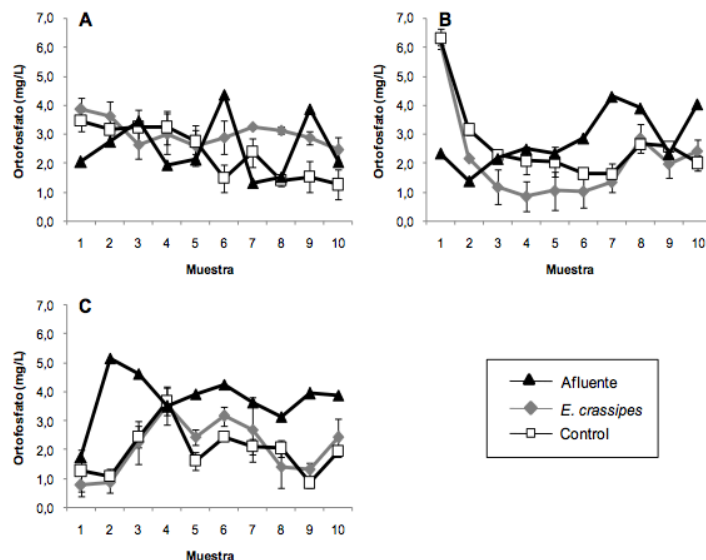 A
Ortofosfato (mg/L)
7,0
6,0
5,0
4,0
3,0
2,0
1,0
0,0
1 2 3 4 5 6 7 8 9 10
Muestra
B
Ortofosfato (mg/L)
7,0
6,0
5,0
4,0
3,0
2,0
1,0
0,0
1 2 3 4 5 6 7 8 9 10
Muestra
C
Ortofosfato (mg/L)
7,0
6,0
5,0
4,0
3,0
2,0
1,0
0,0
1 2 3 4 5 6 7 8 9 10
Muestra
Afluente
E. crassipes
Control